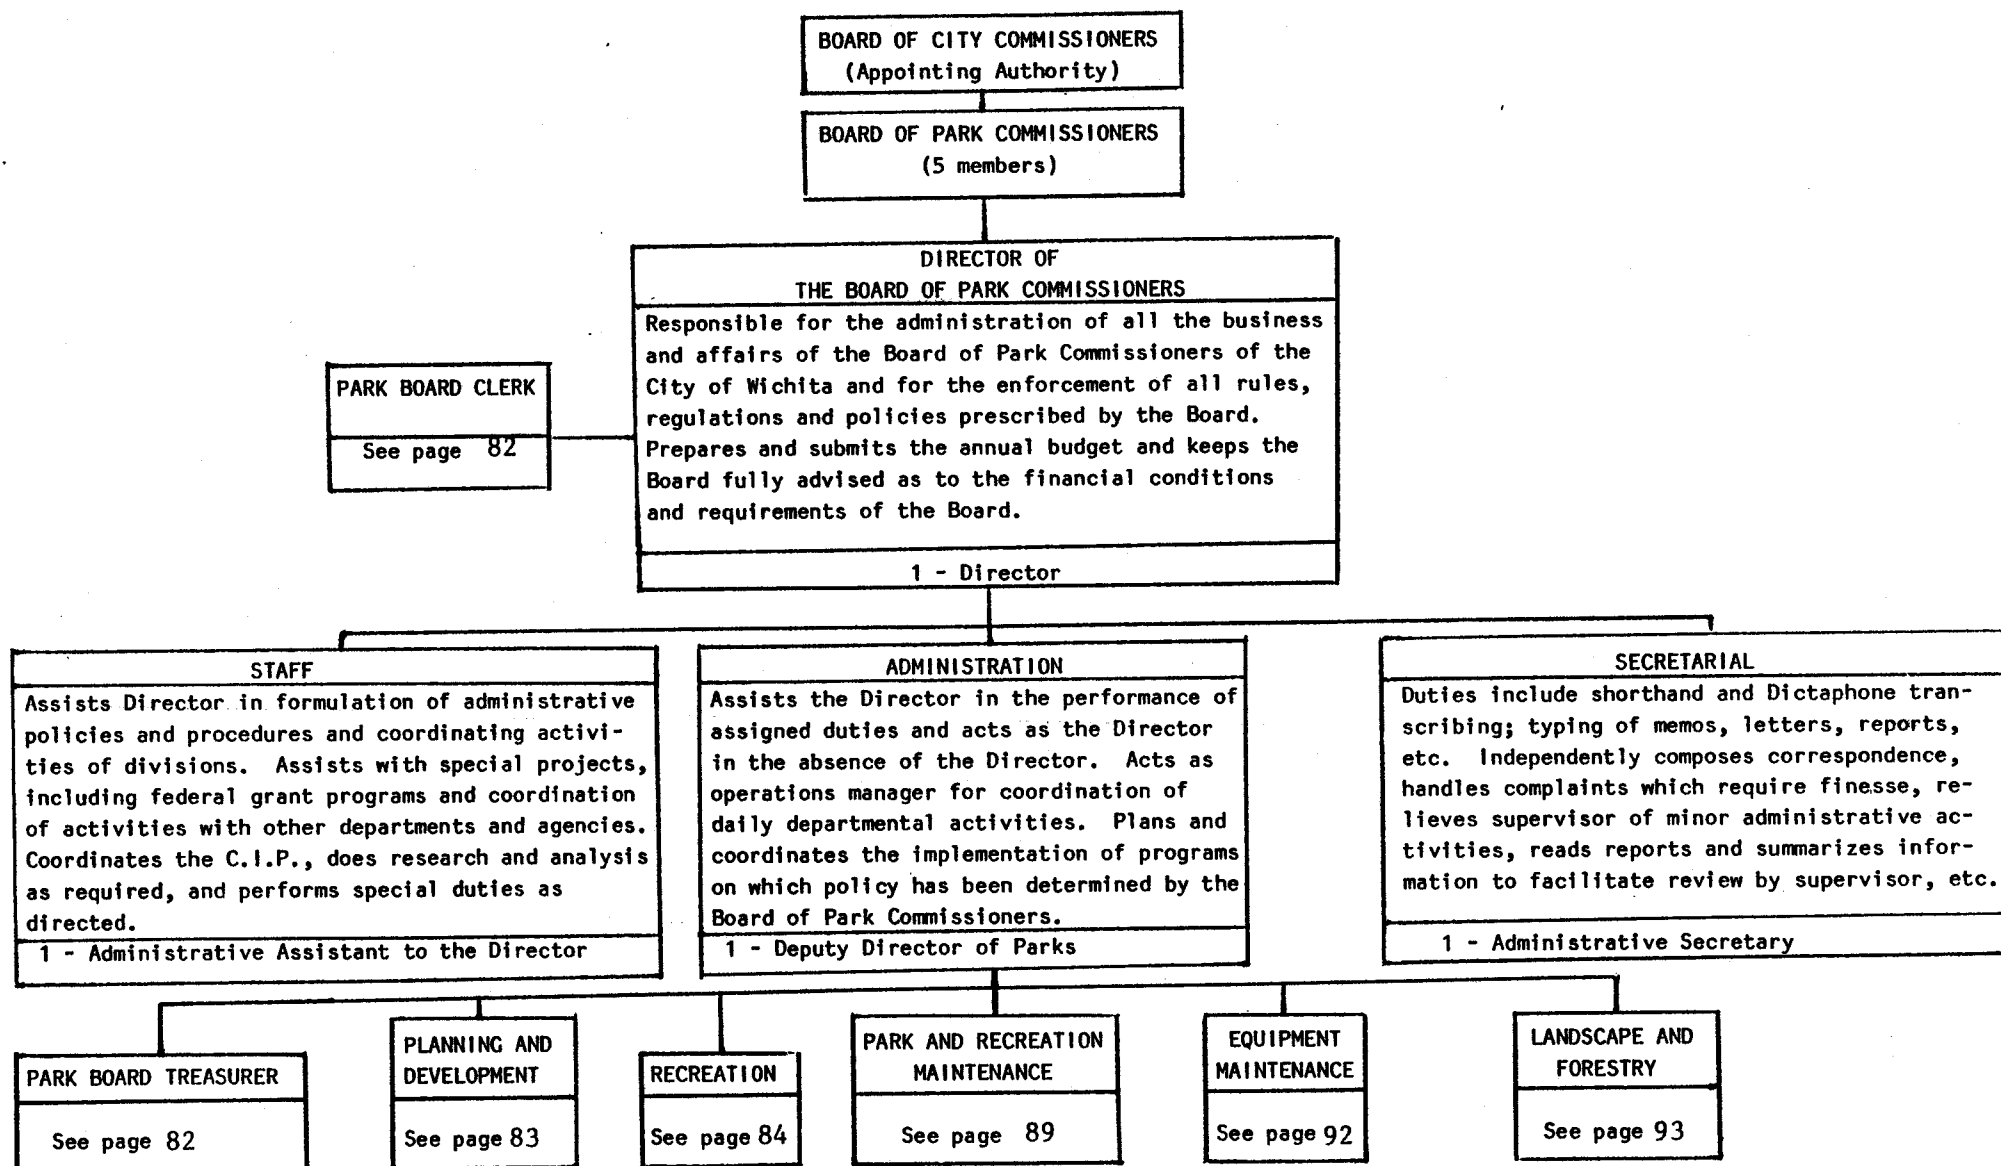 BOARD OF CITY COMMISSIONERS
(Appointing Authority)
BOARD OF PARK COMMISSIONERS
(5 members)
DIRECTOR OF
THE BOARD OF PARK COMMISSIONERS
Responsible for the administration of all the business
and affairs of the Board of Park Commissioners of the
City of Wichita and for the enforcement of all rules,
regulations and policies prescribed by the Board.
Prepares and submits the annual budget and keeps the
Board fully advised as to the financial conditions
and requirements of the Board.
1 - Director
PARK BOARD CLERK
See page 82
STAFF
Assists Director in formulation of administrative
policies and procedures and coordinating activi-
ties of divisions. Assists with special projects,
including federal grant programs and coordination
of activities with other departments and agencies.
Coordinates the C.I.P., does research and analysis
as required, and performs special duties as
directed.
1 - Administrative Assistant to the Director
ADMINISTRATION
Assists the Director in the performance of
assigned duties and acts as the Director
in the absence of the Director. Acts as
operations manager for coordination of
daily departmental activities. Plans and
coordinates the implementation of programs
on which policy has been determined by the
Board of Park Commissioners.
1 - Deputy Director of Parks
SECRETARIAL
Duties include shorthand and Dictaphone tran-
scribing; typing of memos, letters, reports,
etc. Independently composes correspondence,
handles complaints which require finesse, re-
lieves supervisor of minor administrative ac-
tivities, reads reports and summarizes infor-
mation to facilitate review by supervisor, etc.
1 - Administrative Secretary
PARK BOARD TREASURER
See page 82
PLANNING AND
DEVELOPMENT
See page 83
RECREATION
See page 84
PARK AND RECREATION
MAINTENANCE
See page 89
EQUIPMENT
MAINTENANCE
See page 92
LANDSCAPE AND
FORESTRY
See page 93